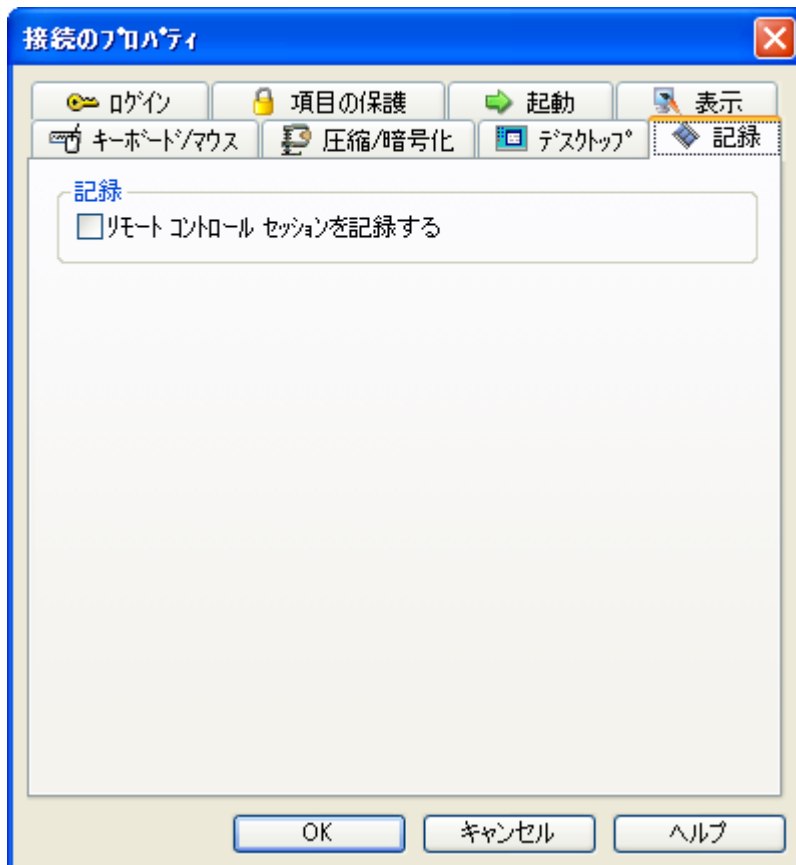 接続のﾌﾟﾛﾊﾟﾃｨ
ﾛｸﾞｲﾝ 項目の保護 起動 表示
ｷｰﾎﾞｰﾄﾞ/ﾏｳｽ 圧縮/暗号化 ﾃﾞｽｸﾄｯﾌﾟ 記録
記録
ﾘﾓｰﾄ ｺﾝﾄﾛｰﾙ ｾｯｼｮﾝを記録する
OK キャンセル ヘルプ